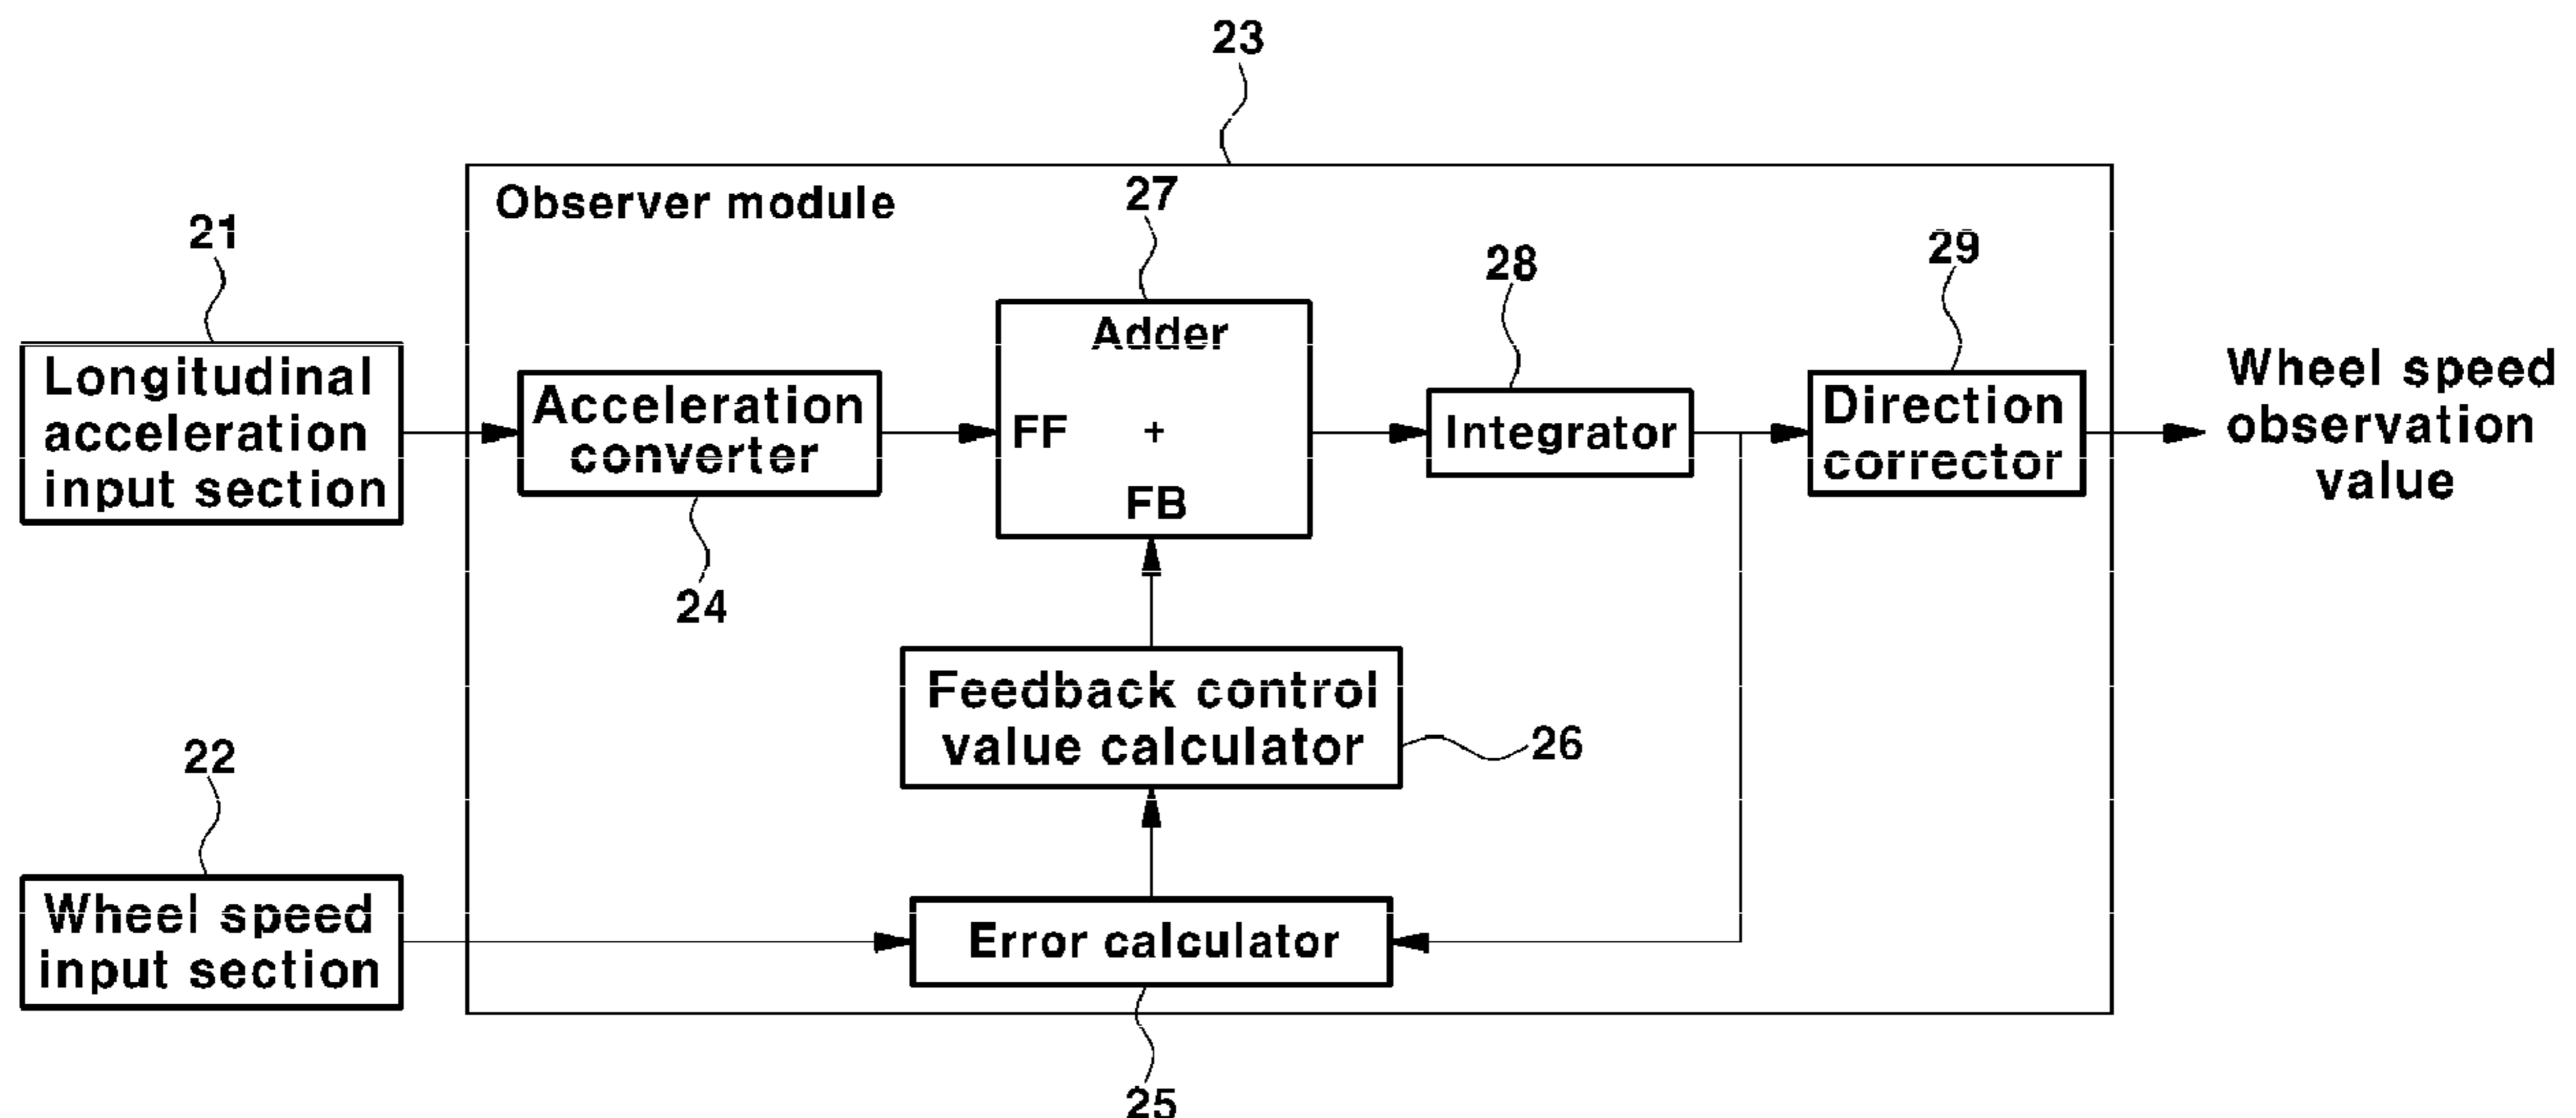 23
Observer module
27
21
28
29
Longitudinal
acceleration
input section
Acceleration
converter
24
Adder
FF + 
FB
Integrator
Direction
corrector
Wheel speed
observation
value
Feedback control
value calculator
26
22
Wheel speed
input section
Error calculator
25